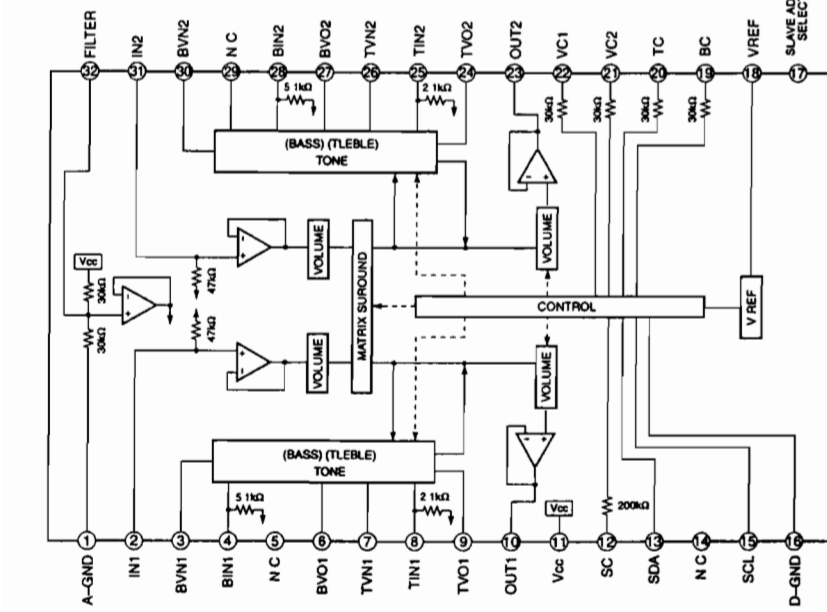 FILTER IN2 BVN2 N C BIN2 BVO2 TVN2 TIN2 TVO2 OUT2 VC1 VC2 TC BC VREF SLAVE AD SELEC
32 31 30 29 28 27 26 25 24 23 22 21 20 19 18 17
5 1kΩ 2 1kΩ 30kΩ 30kΩ 30kΩ 30kΩ
(BASS) (TLEBLE)
TONE
VOLUME VOLUME
Vcc
30kΩ 47kΩ
MATRIX SUROUND
CONTROL
V REF
30kΩ 47kΩ
VOLUME VOLUME
(BASS) (TLEBLE)
TONE
5 1kΩ 2 1kΩ Vcc 200kΩ
1 2 3 4 5 6 7 8 9 10 11 12 13 14 15 16
A-GND IN1 BVN1 BIN1 N C BVO1 TVN1 TIN1 TVO1 OUT1 Vcc SC SDA N C SCL D-GND